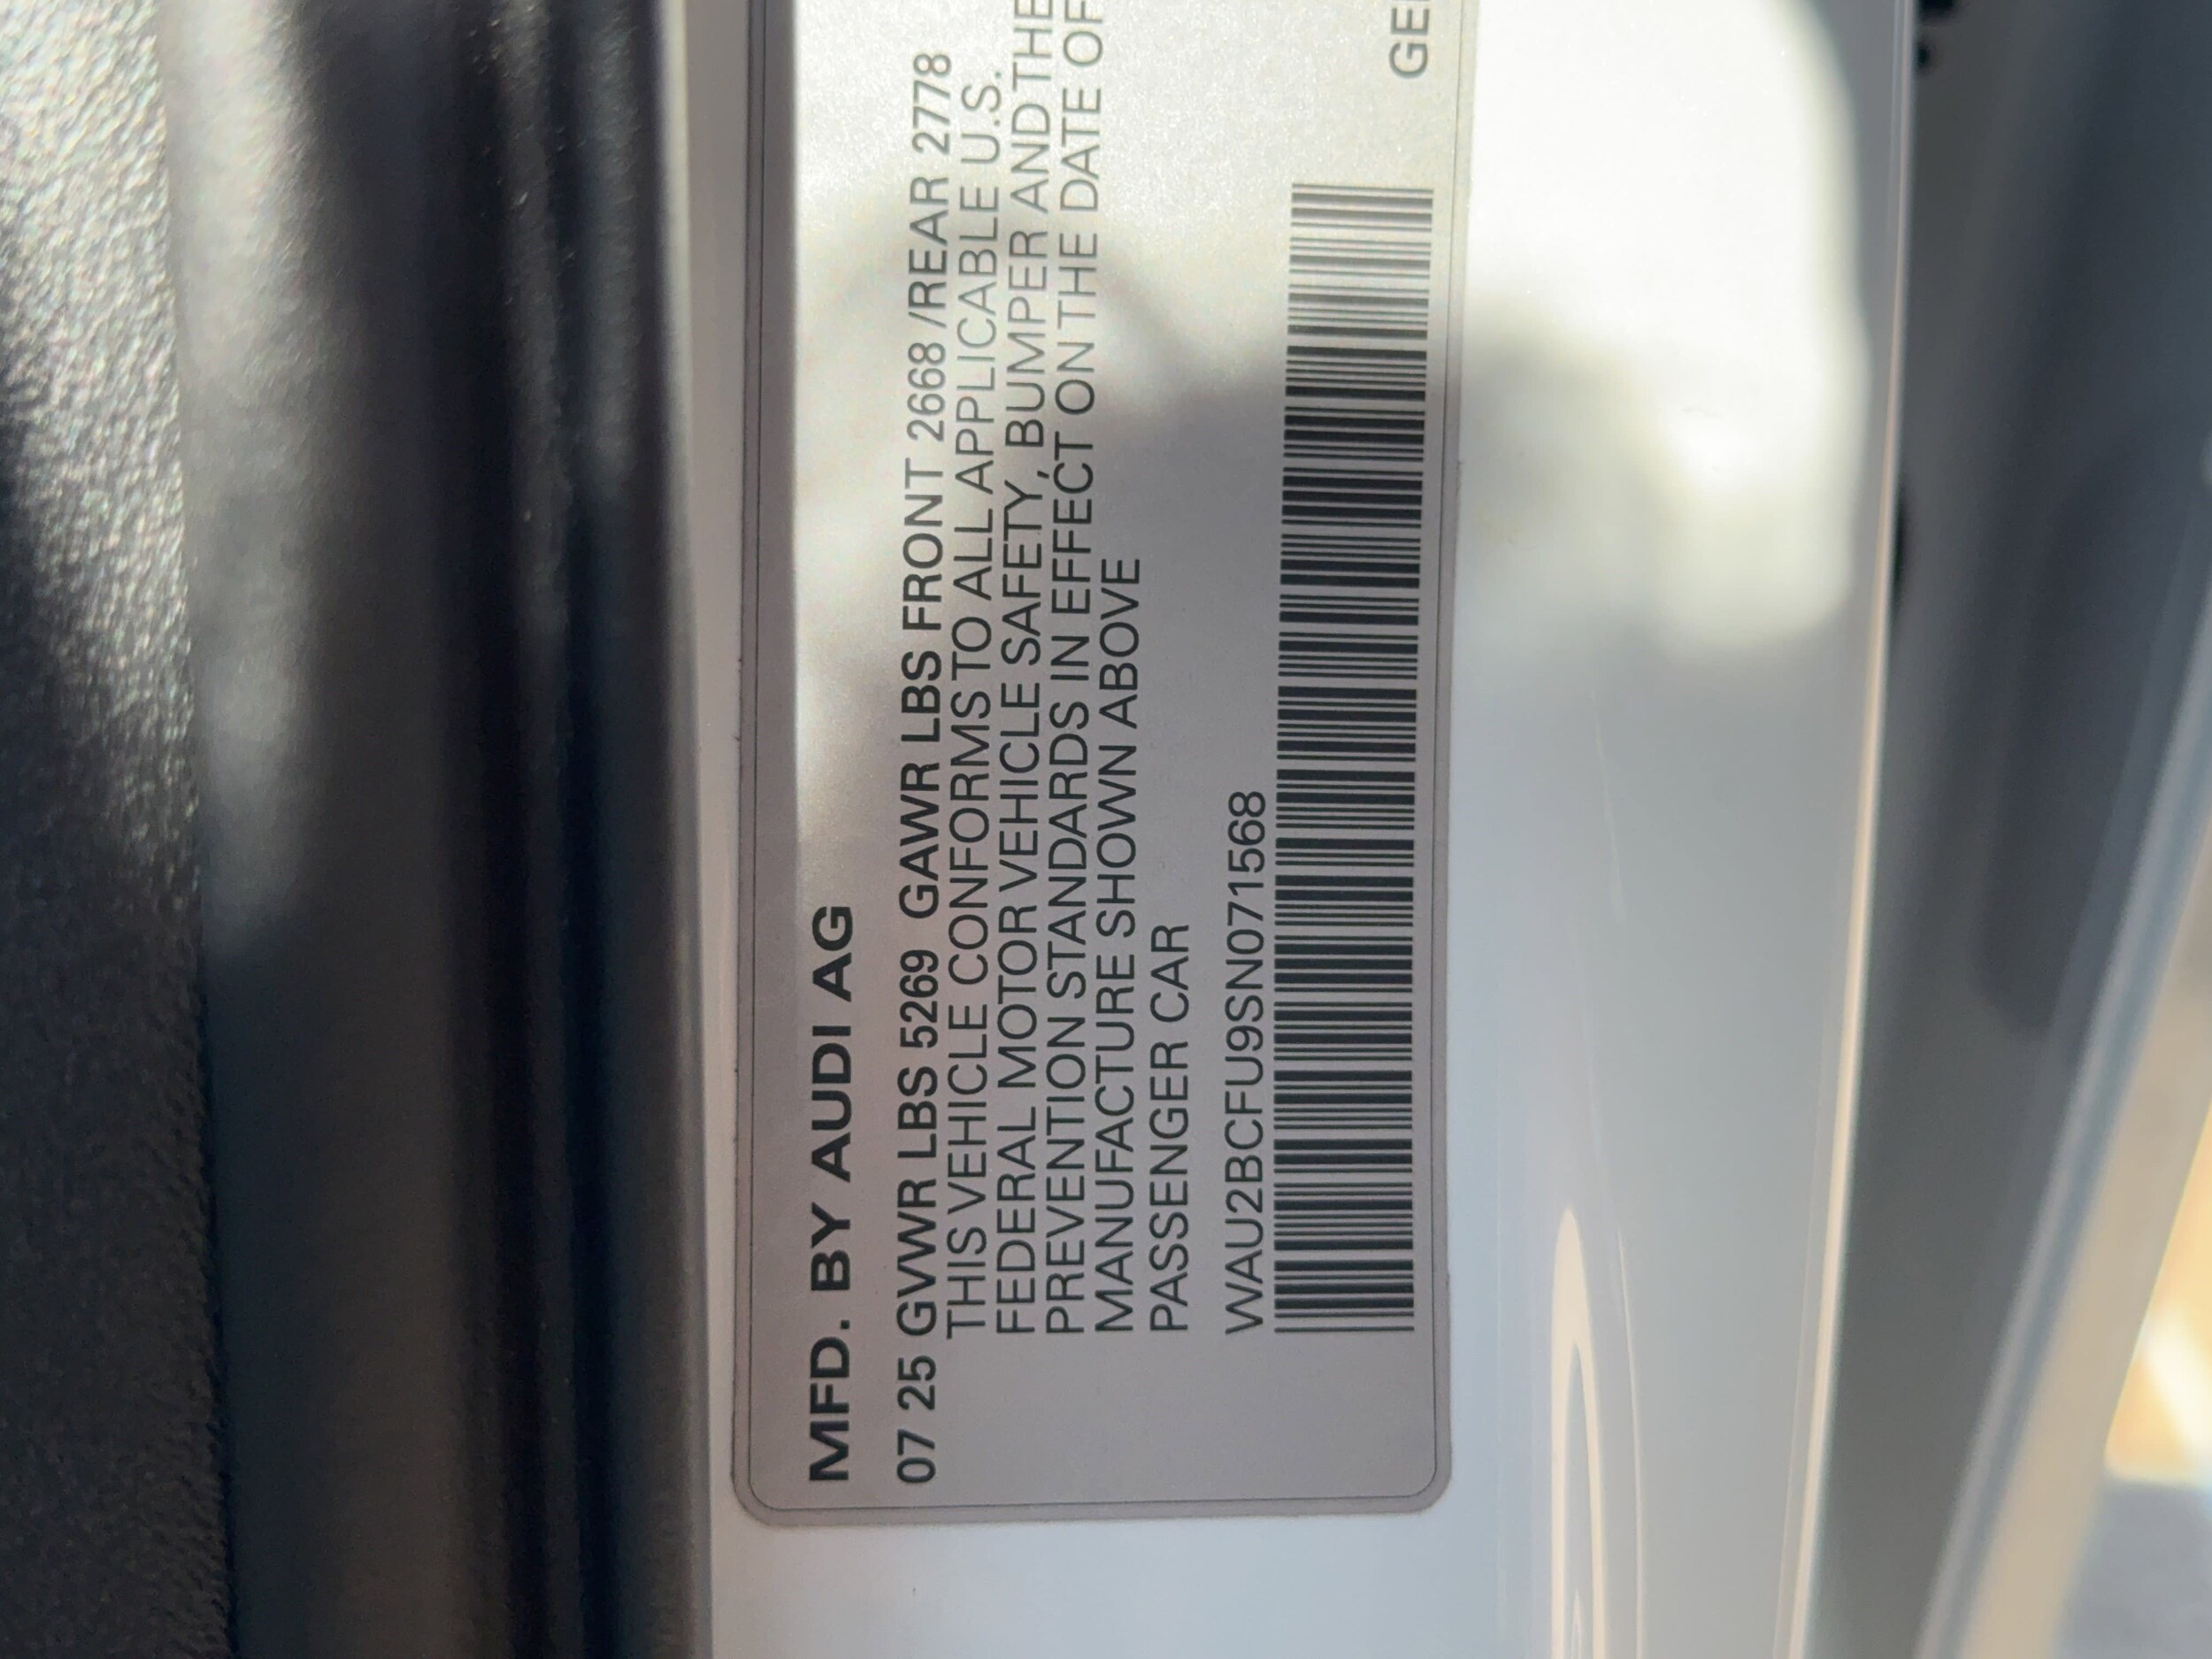 MFD. BY AUDI AG
07 25 GVWR LBS 5269 GAWR LBS FRONT 2668 /REAR 2778
THIS VEHICLE CONFORMS TO ALL APPLICABLE U.S.
FEDERAL MOTOR VEHICLE SAFETY, BUMPER AND THE
PREVENTION STANDARDS IN EFFECT ON THE DATE OF
MANUFACTURE SHOWN ABOVE
PASSENGER CAR
WAU2BCFU9SN071568